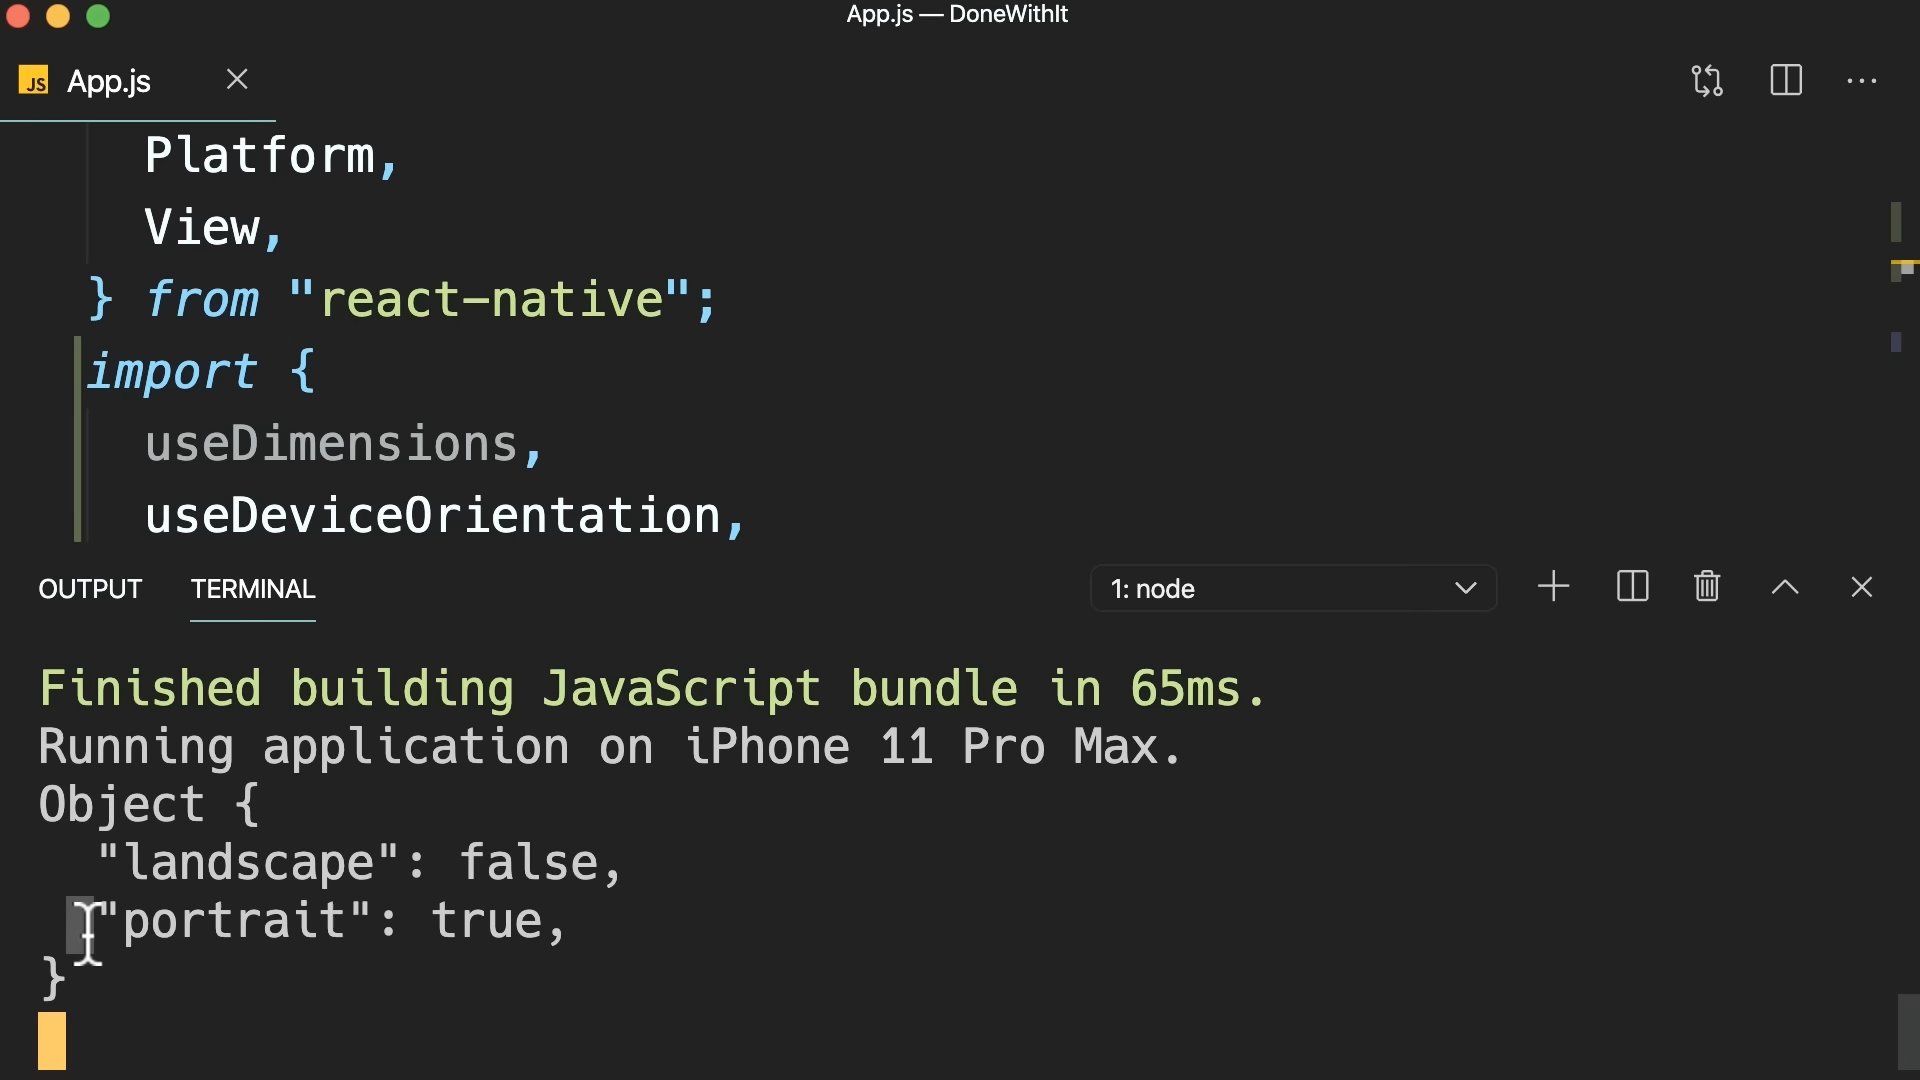 App.js — DoneWithIt
JS App.js
Platform,
View,
} from "react-native";
import {
useDimensions,
useDeviceOrientation,
OUTPUT TERMINAL 1: node
Finished building JavaScript bundle in 65ms.
Running application on iPhone 11 Pro Max.
Object {
"landscape": false,
"portrait": true,
}